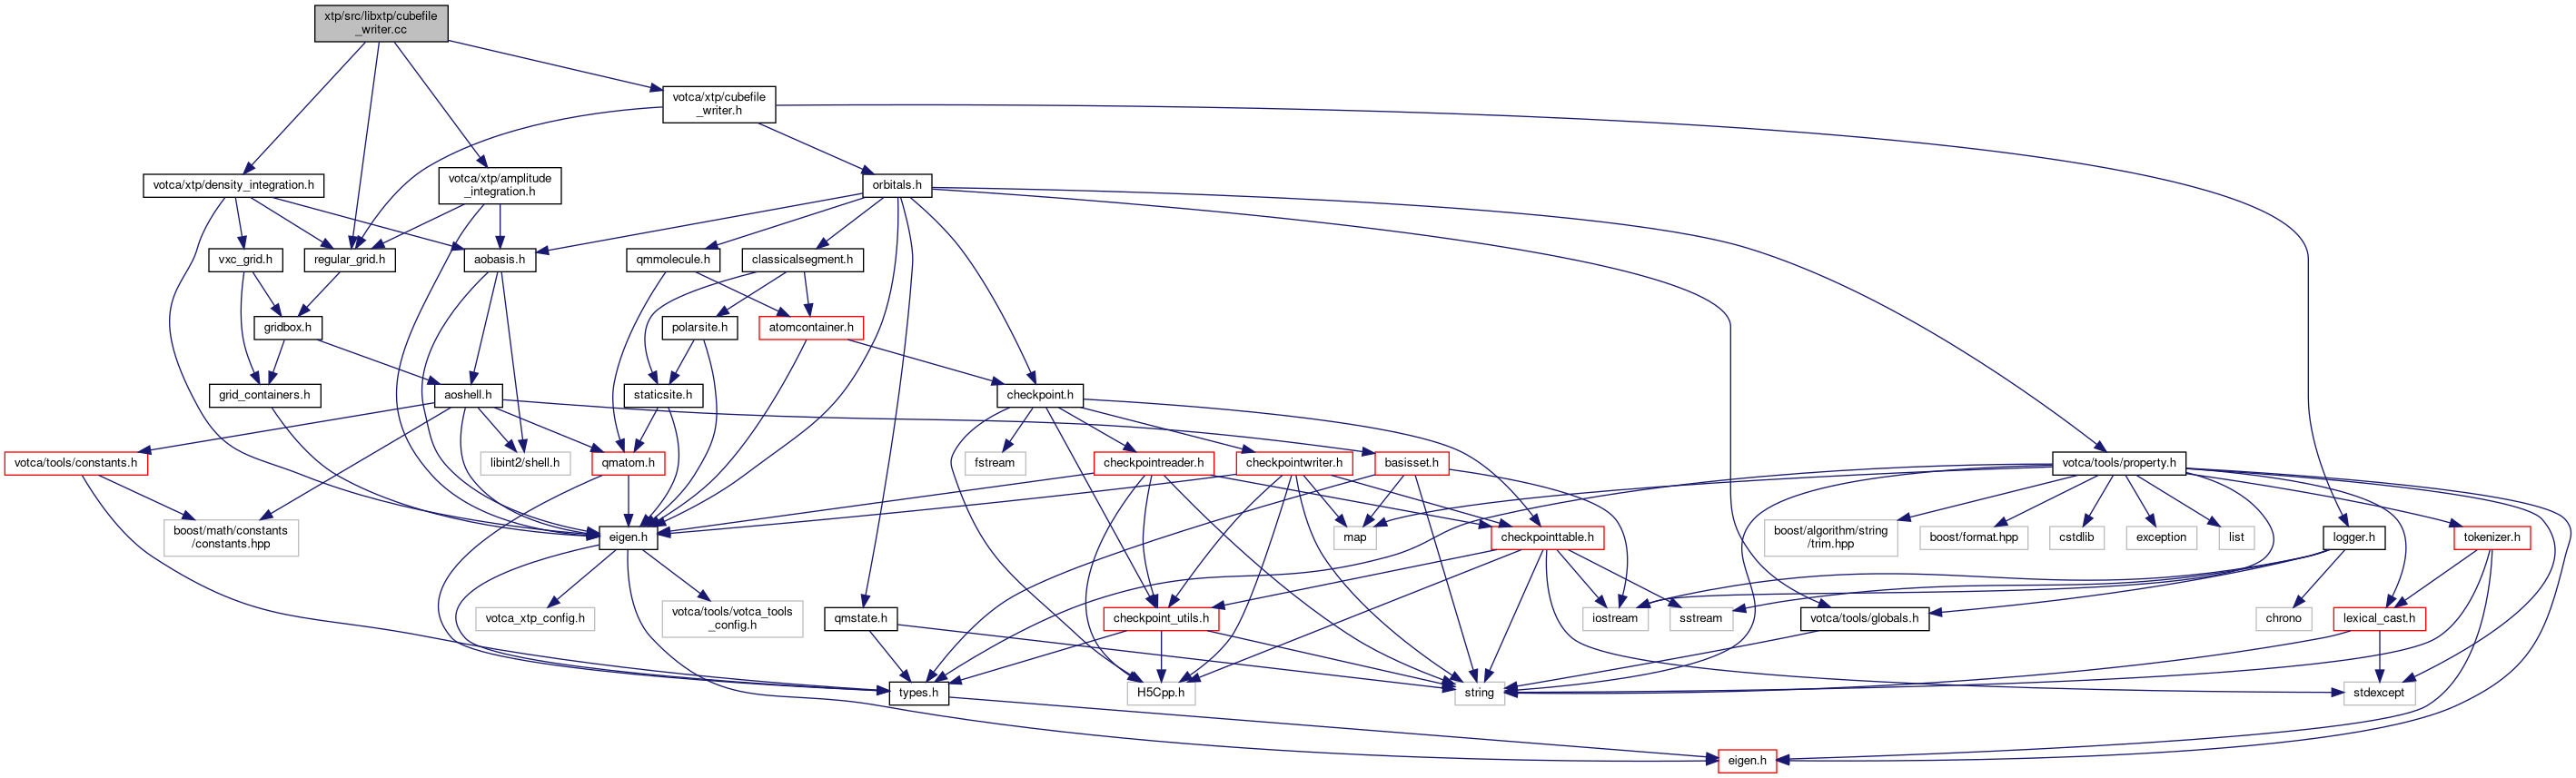 xtp/src/libxtp/cubefile
_writer.cc
votca/xtp/cubefile
_writer.h
votca/xtp/density_integration.h
votca/xtp/amplitude
_integration.h
orbitals.h
vxc_grid.h
regular_grid.h
aobasis.h
qmmolecule.h
classicalsegment.h
gridbox.h
polarsite.h
atomcontainer.h
grid_containers.h
aoshell.h
staticsite.h
checkpoint.h
votca/tools/constants.h
libint2/shell.h
qmatom.h
fstream
checkpointreader.h
checkpointwriter.h
basisset.h
votca/tools/property.h
boost/math/constants
/constants.hpp
eigen.h
map
checkpointtable.h
boost/algorithm/string
/trim.hpp
boost/format.hpp
cstdlib
exception
list
logger.h
tokenizer.h
votca_xtp_config.h
votca/tools/votca_tools
_config.h
qmstate.h
checkpoint_utils.h
iostream
sstream
votca/tools/globals.h
chrono
lexical_cast.h
types.h
H5Cpp.h
string
stdexcept
eigen.h